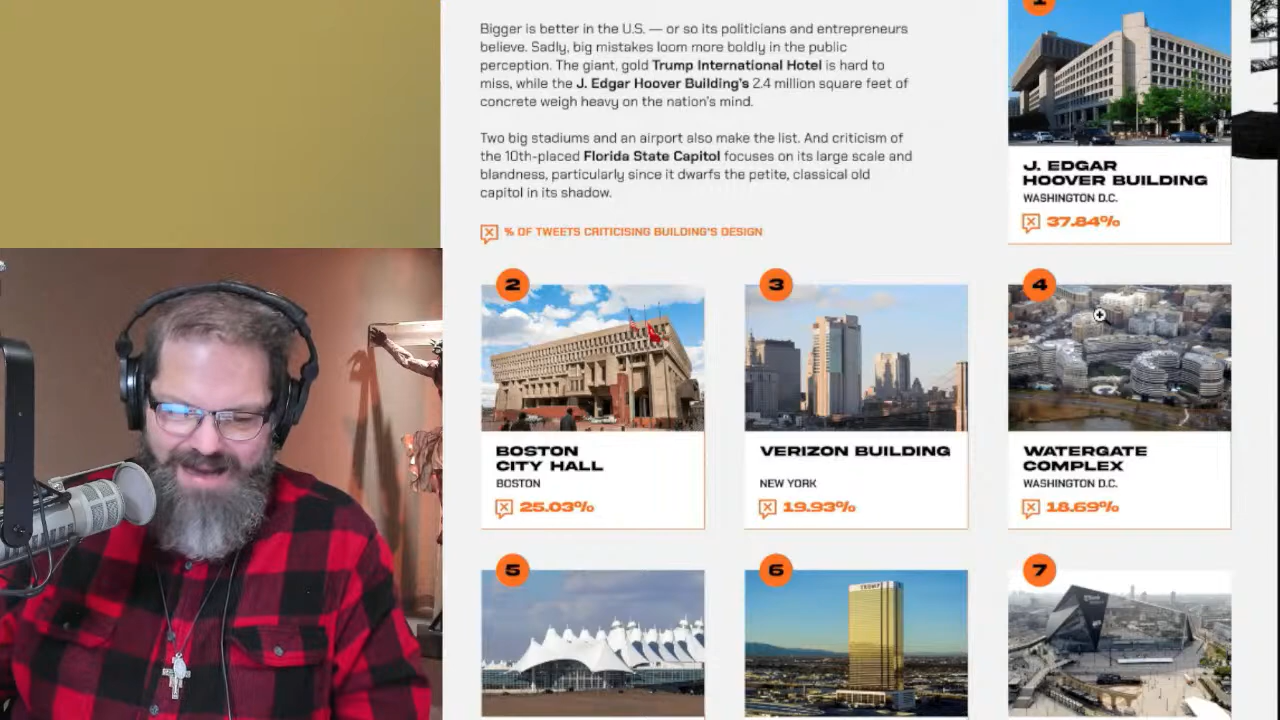 Bigger is better in the U.S. — or so its politicians and entrepreneurs
believe. Sadly, big mistakes loom more boldly in the public
perception. The giant, gold Trump International Hotel is hard to
miss, while the J. Edgar Hoover Building's 2.4 million square feet of
concrete weigh heavy on the nation's mind.
Two big stadiums and an airport also make the list. And criticism of
the 10th-placed Florida State Capitol focuses on its large scale and
blandness, particularly since it dwarfs the petite, classical old
capitol in its shadow.
% OF TWEETS CRITICISING BUILDING'S DESIGN
1
J. EDGAR
HOOVER BUILDING
WASHINGTON D.C.
37.84%
2
BOSTON
CITY HALL
BOSTON
25.03%
3
VERIZON BUILDING
NEW YORK
19.93%
4
WATERGATE
COMPLEX
WASHINGTON D.C.
18.69%
5
6
TRUMP
7